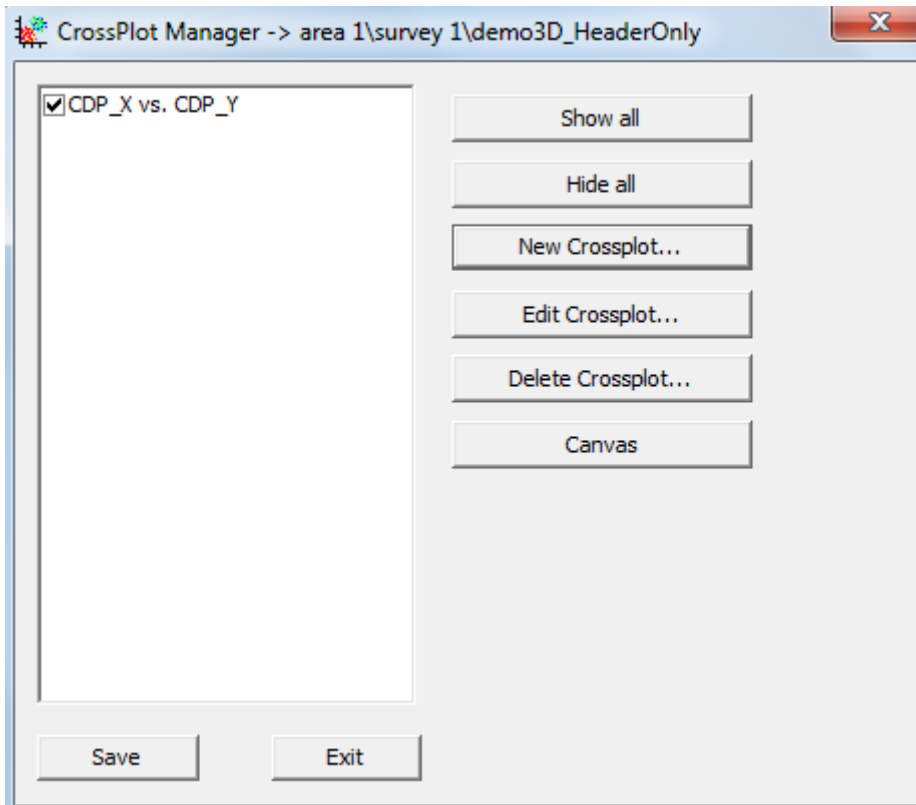 CrossPlot Manager -> area 1\survey 1\demo3D_HeaderOnly
CDP_X vs. CDP_Y
Show all
Hide all
New Crossplot...
Edit Crossplot...
Delete Crossplot...
Canvas
Save
Exit